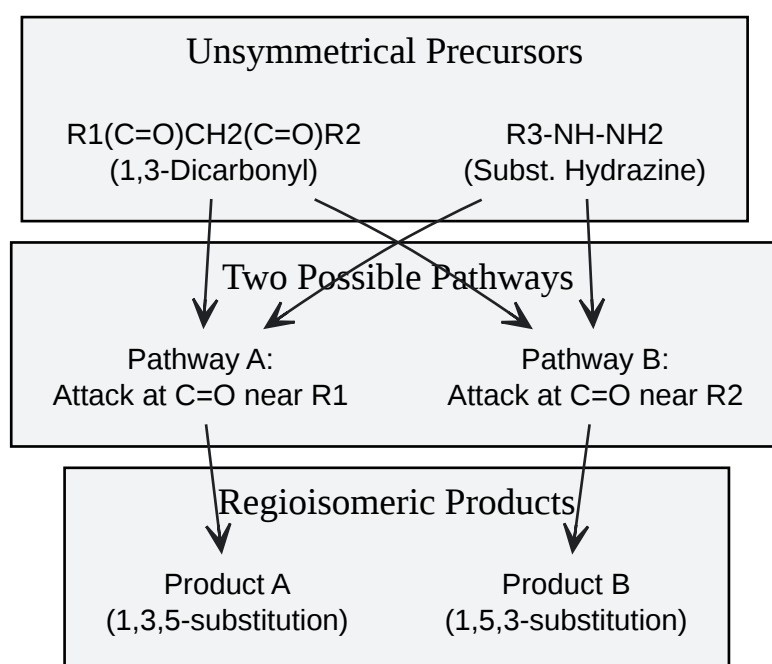 Unsymmetrical Precursors
R1(C=O)CH2(C=O)R2
(1,3-Dicarbonyl)
R3-NH-NH2
(Subst. Hydrazine)
Two Possible Pathways
Pathway A:
Attack at C=O near R1
Pathway B:
Attack at C=O near R2
Regioisomeric Products
Product A
(1,3,5-substitution)
Product B
(1,5,3-substitution)